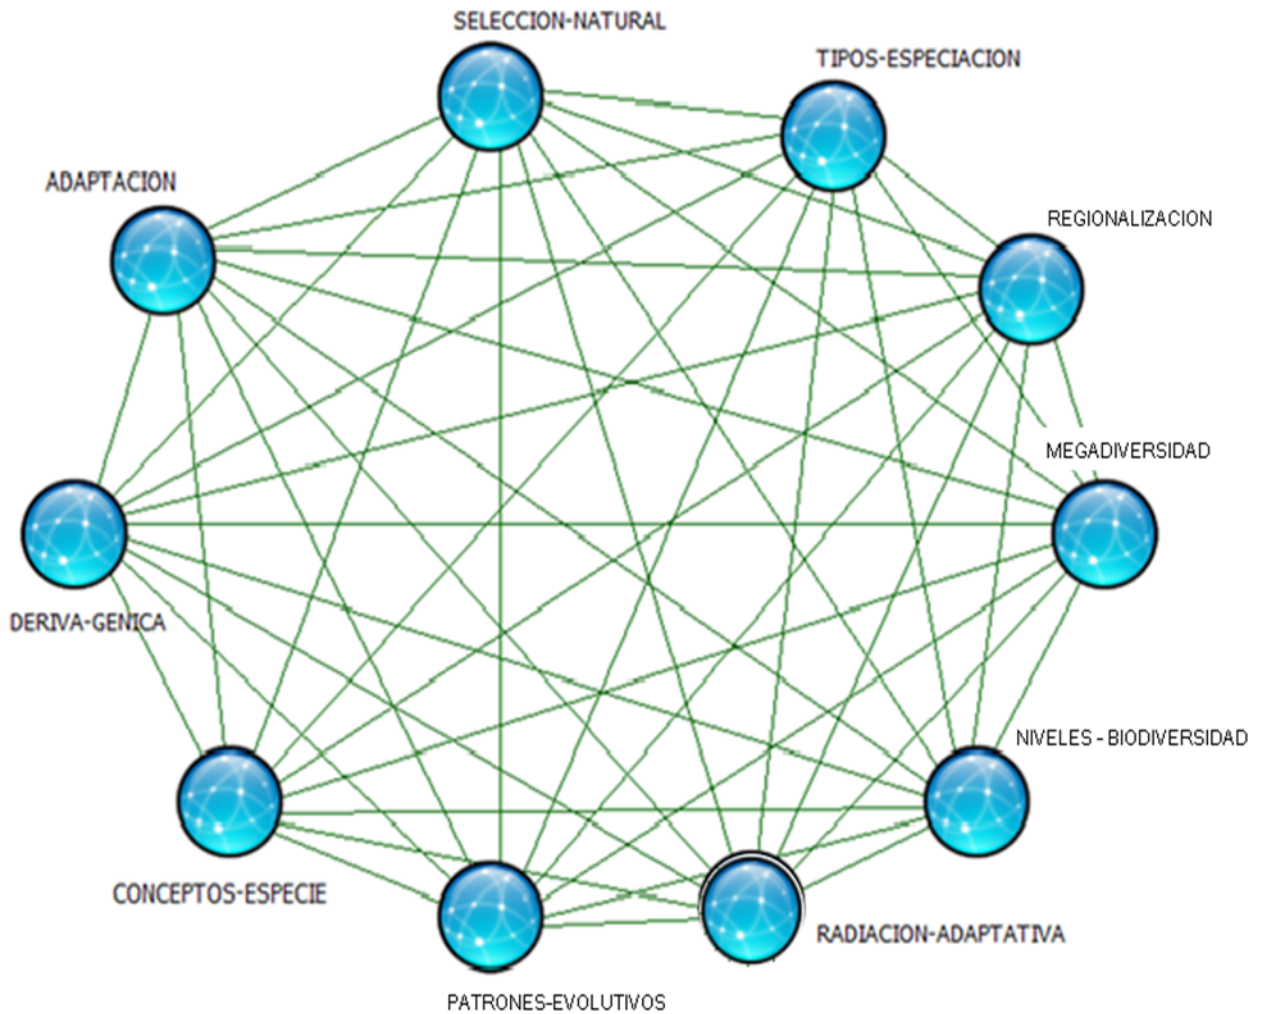 SELECCION-NATURAL
TIPOS-ESPECIACION
ADAPTACION
REGIONALIZACION
MEGADIVERSIDAD
DERIVA-GENICA
NIVELES - BIODIVERSIDAD
CONCEPTOS-ESPECIE
RADIACION-ADAPTATIVA
PATRONES-EVOLUTIVOS